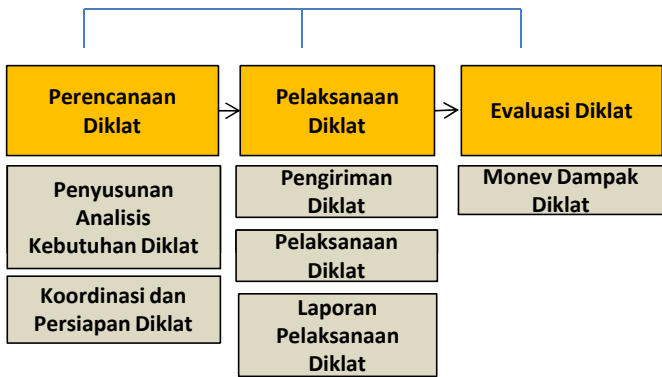 Perencanaan
Diklat
Pelaksanaan
Diklat
Evaluasi Diklat
Penyusunan
Analisis
Kebutuhan Diklat
Koordinasi dan
Persiapan Diklat
Pengiriman
Diklat
Pelaksanaan
Diklat
Laporan
Pelaksanaan
Diklat
Monev Dampak
Diklat